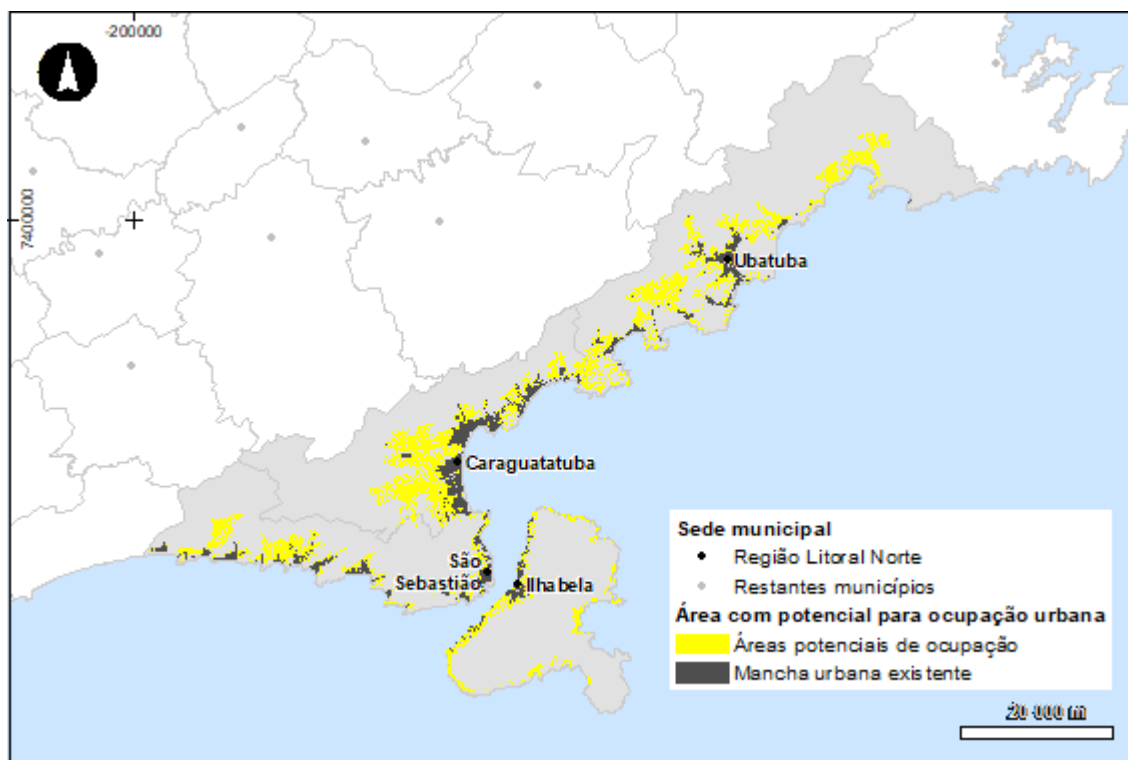 -200000
7400000
Ubatuba
Caraguatatuba
São
Sebastião
Ilhabela
Sede municipal
Região Litoral Norte
Restantes municípios
Área com potencial para ocupação urbana
Áreas potenciais de ocupação
Mancha urbana existente
20 000 m